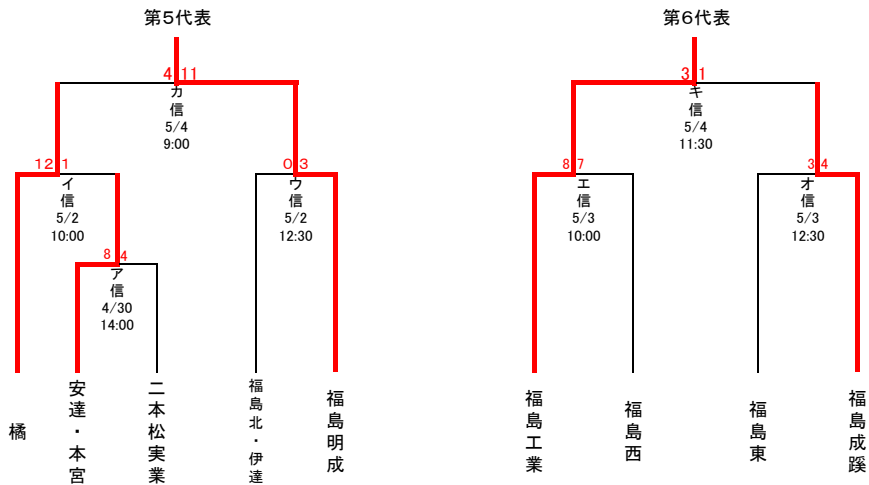 第5代表
第6代表
4 11
カ
信
5/4
9:00
3 1
キ
信
5/4
11:30
12 1
イ
信
5/2
10:00
0 3
ウ
信
5/2
12:30
8 7
エ
信
5/3
10:00
3 4
オ
信
5/3
12:30
8 4
ア
信
4/30
14:00
橘
安達・本宮
二本松実業
福島北・伊達
福島明成
福島工業
福島西
福島東
福島成蹊